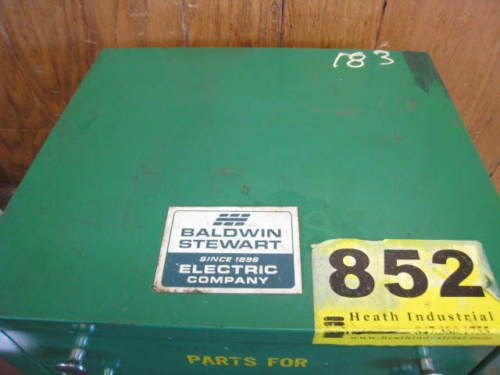 183
BALDWIN
STEWART
SINCE 1898
ELECTRIC
COMPANY
852
Heath Industrial
PARTS FOR